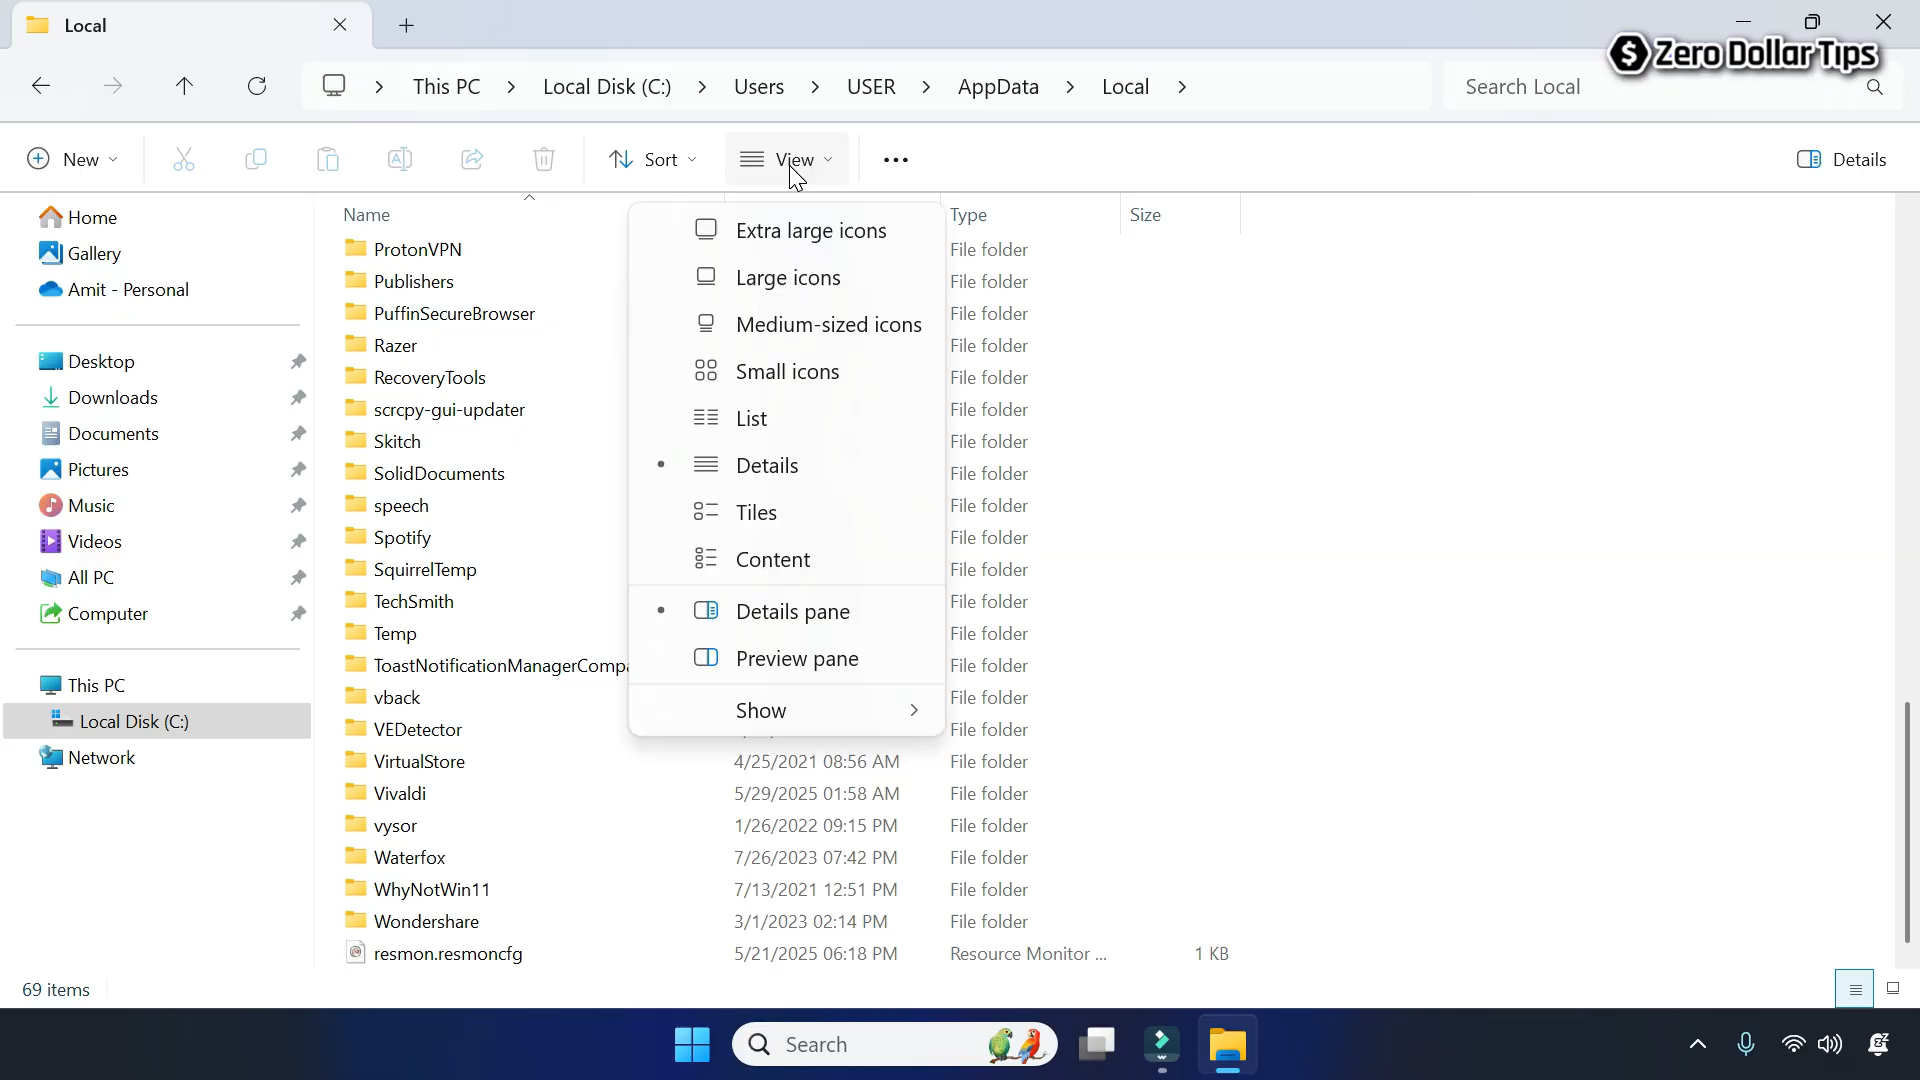 Local
Zero Dollar Tips
This PC > Local Disk (C:) > Users > USER > AppData > Local >
Search Local
New
Sort
View
Details
Home
Gallery
Amit - Personal
Desktop
Downloads
Documents
Pictures
Music
Videos
All PC
Computer
This PC
Local Disk (C:)
Network
Name Type Size
ProtonVPN File folder
Publishers File folder
PuffinSecureBrowser File folder
Razer File folder
RecoveryTools File folder
scrcpy-gui-updater File folder
Skitch File folder
SolidDocuments File folder
speech File folder
Spotify File folder
SquirrelTemp File folder
TechSmith File folder
Temp File folder
ToastNotificationManagerCompa File folder
vback File folder
VEDetector File folder
VirtualStore 4/25/2021 08:56 AM File folder
Vivaldi 5/29/2025 01:58 AM File folder
vysor 1/26/2022 09:15 PM File folder
Waterfox 7/26/2023 07:42 PM File folder
WhyNotWin11 7/13/2021 12:51 PM File folder
Wondershare 3/1/2023 02:14 PM File folder
resmon.resmoncfg 5/21/2025 06:18 PM Resource Monitor ... 1 KB
Extra large icons
Large icons
Medium-sized icons
Small icons
List
Details
Tiles
Content
Details pane
Preview pane
Show
69 items
Search